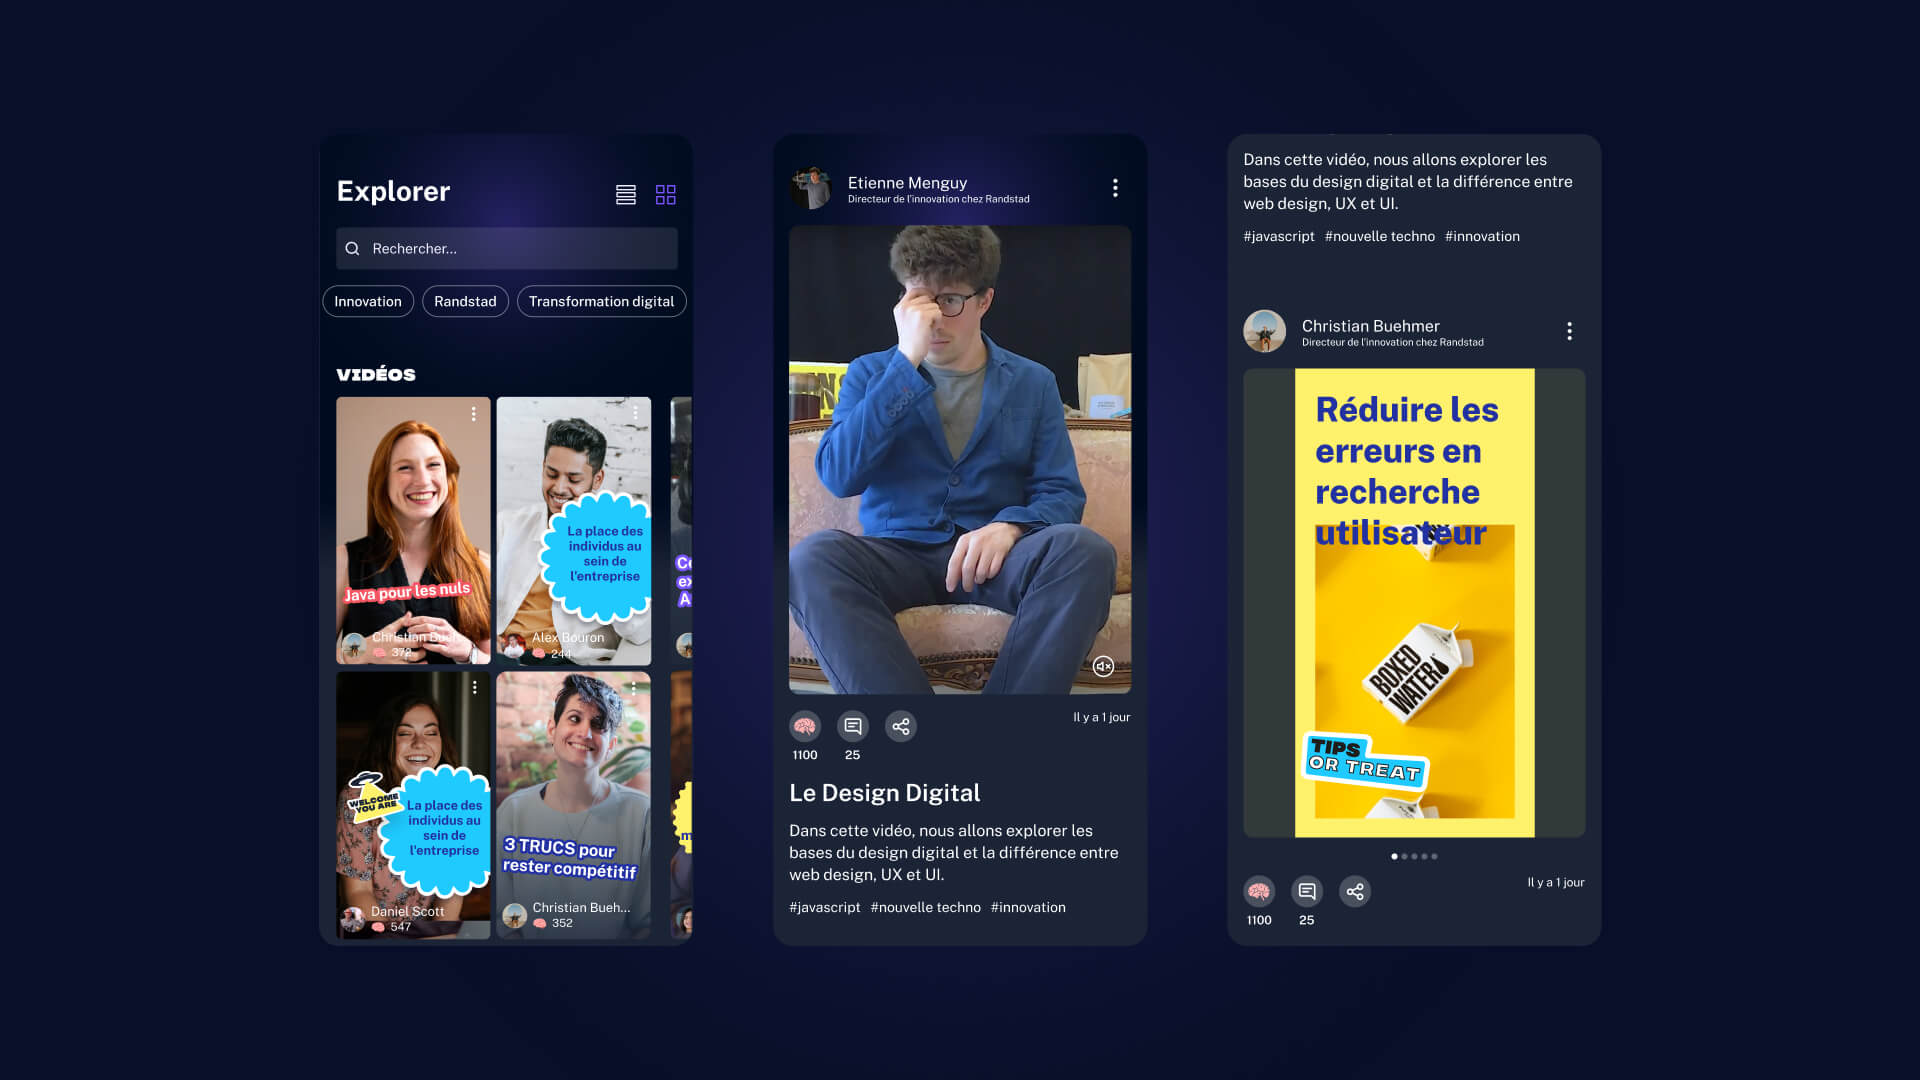 Explorer
Rechercher...
Innovation
Randstad
Transformation digital
VIDÉOS
Java pour les nuls
Christian Bueh...
372
La place des
individus au
sein de
l'entreprise
Alex Bouron
244
WELCOME
YOU ARE
La place des
individus au
sein de
l'entreprise
Daniel Scott
547
3 TRUCS pour
rester compétitif
Christian Bueh...
352
Etienne Menguy
Directeur de l'innovation chez Randstad
Il y a 1 jour
1100
25
Le Design Digital
Dans cette vidéo, nous allons explorer les
bases du design digital et la différence entre
web design, UX et UI.
#javascript #nouvelle techno #innovation
Dans cette vidéo, nous allons explorer les
bases du design digital et la différence entre
web design, UX et UI.
#javascript #nouvelle techno #innovation
Christian Buehmer
Directeur de l'innovation chez Randstad
Réduire les
erreurs en
recherche
utilisateur
BOXED
WATER
TIPS
OR TREAT
Il y a 1 jour
1100
25